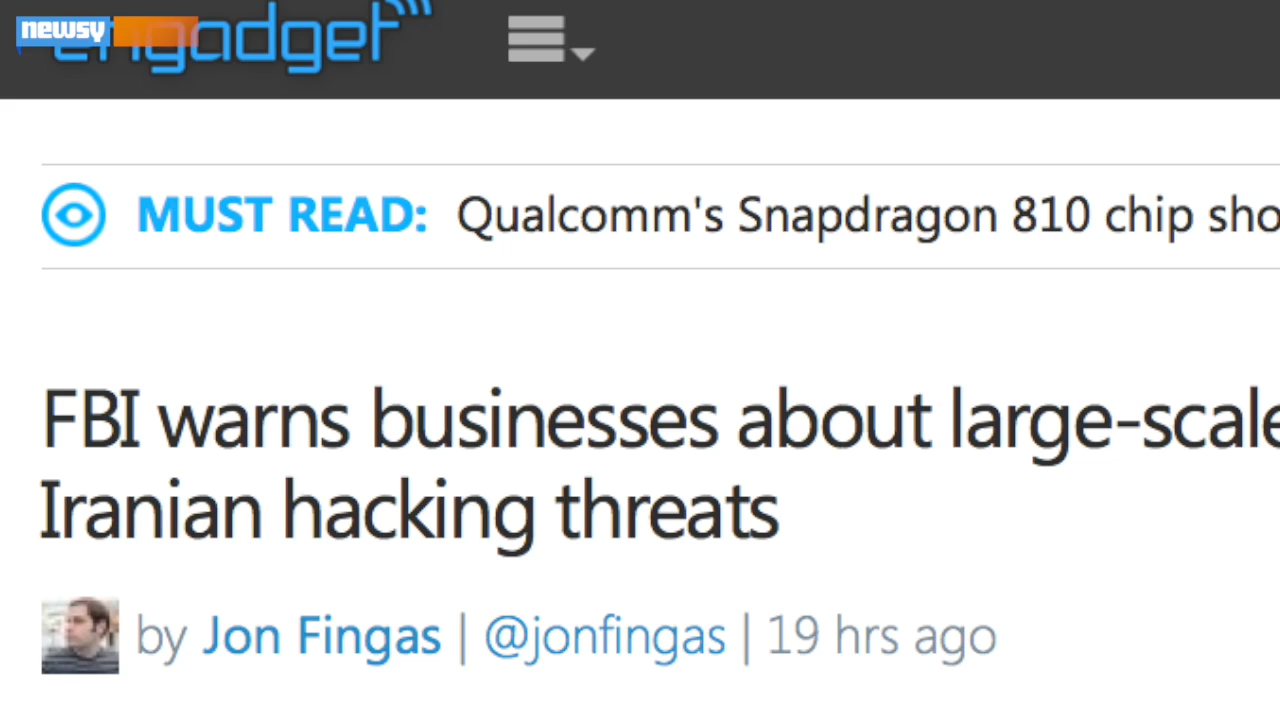 newsy
engadget
MUST READ: Qualcomm's Snapdragon 810 chip sho
FBI warns businesses about large-scale
Iranian hacking threats
by Jon Fingas | @jonfingas | 19 hrs ago